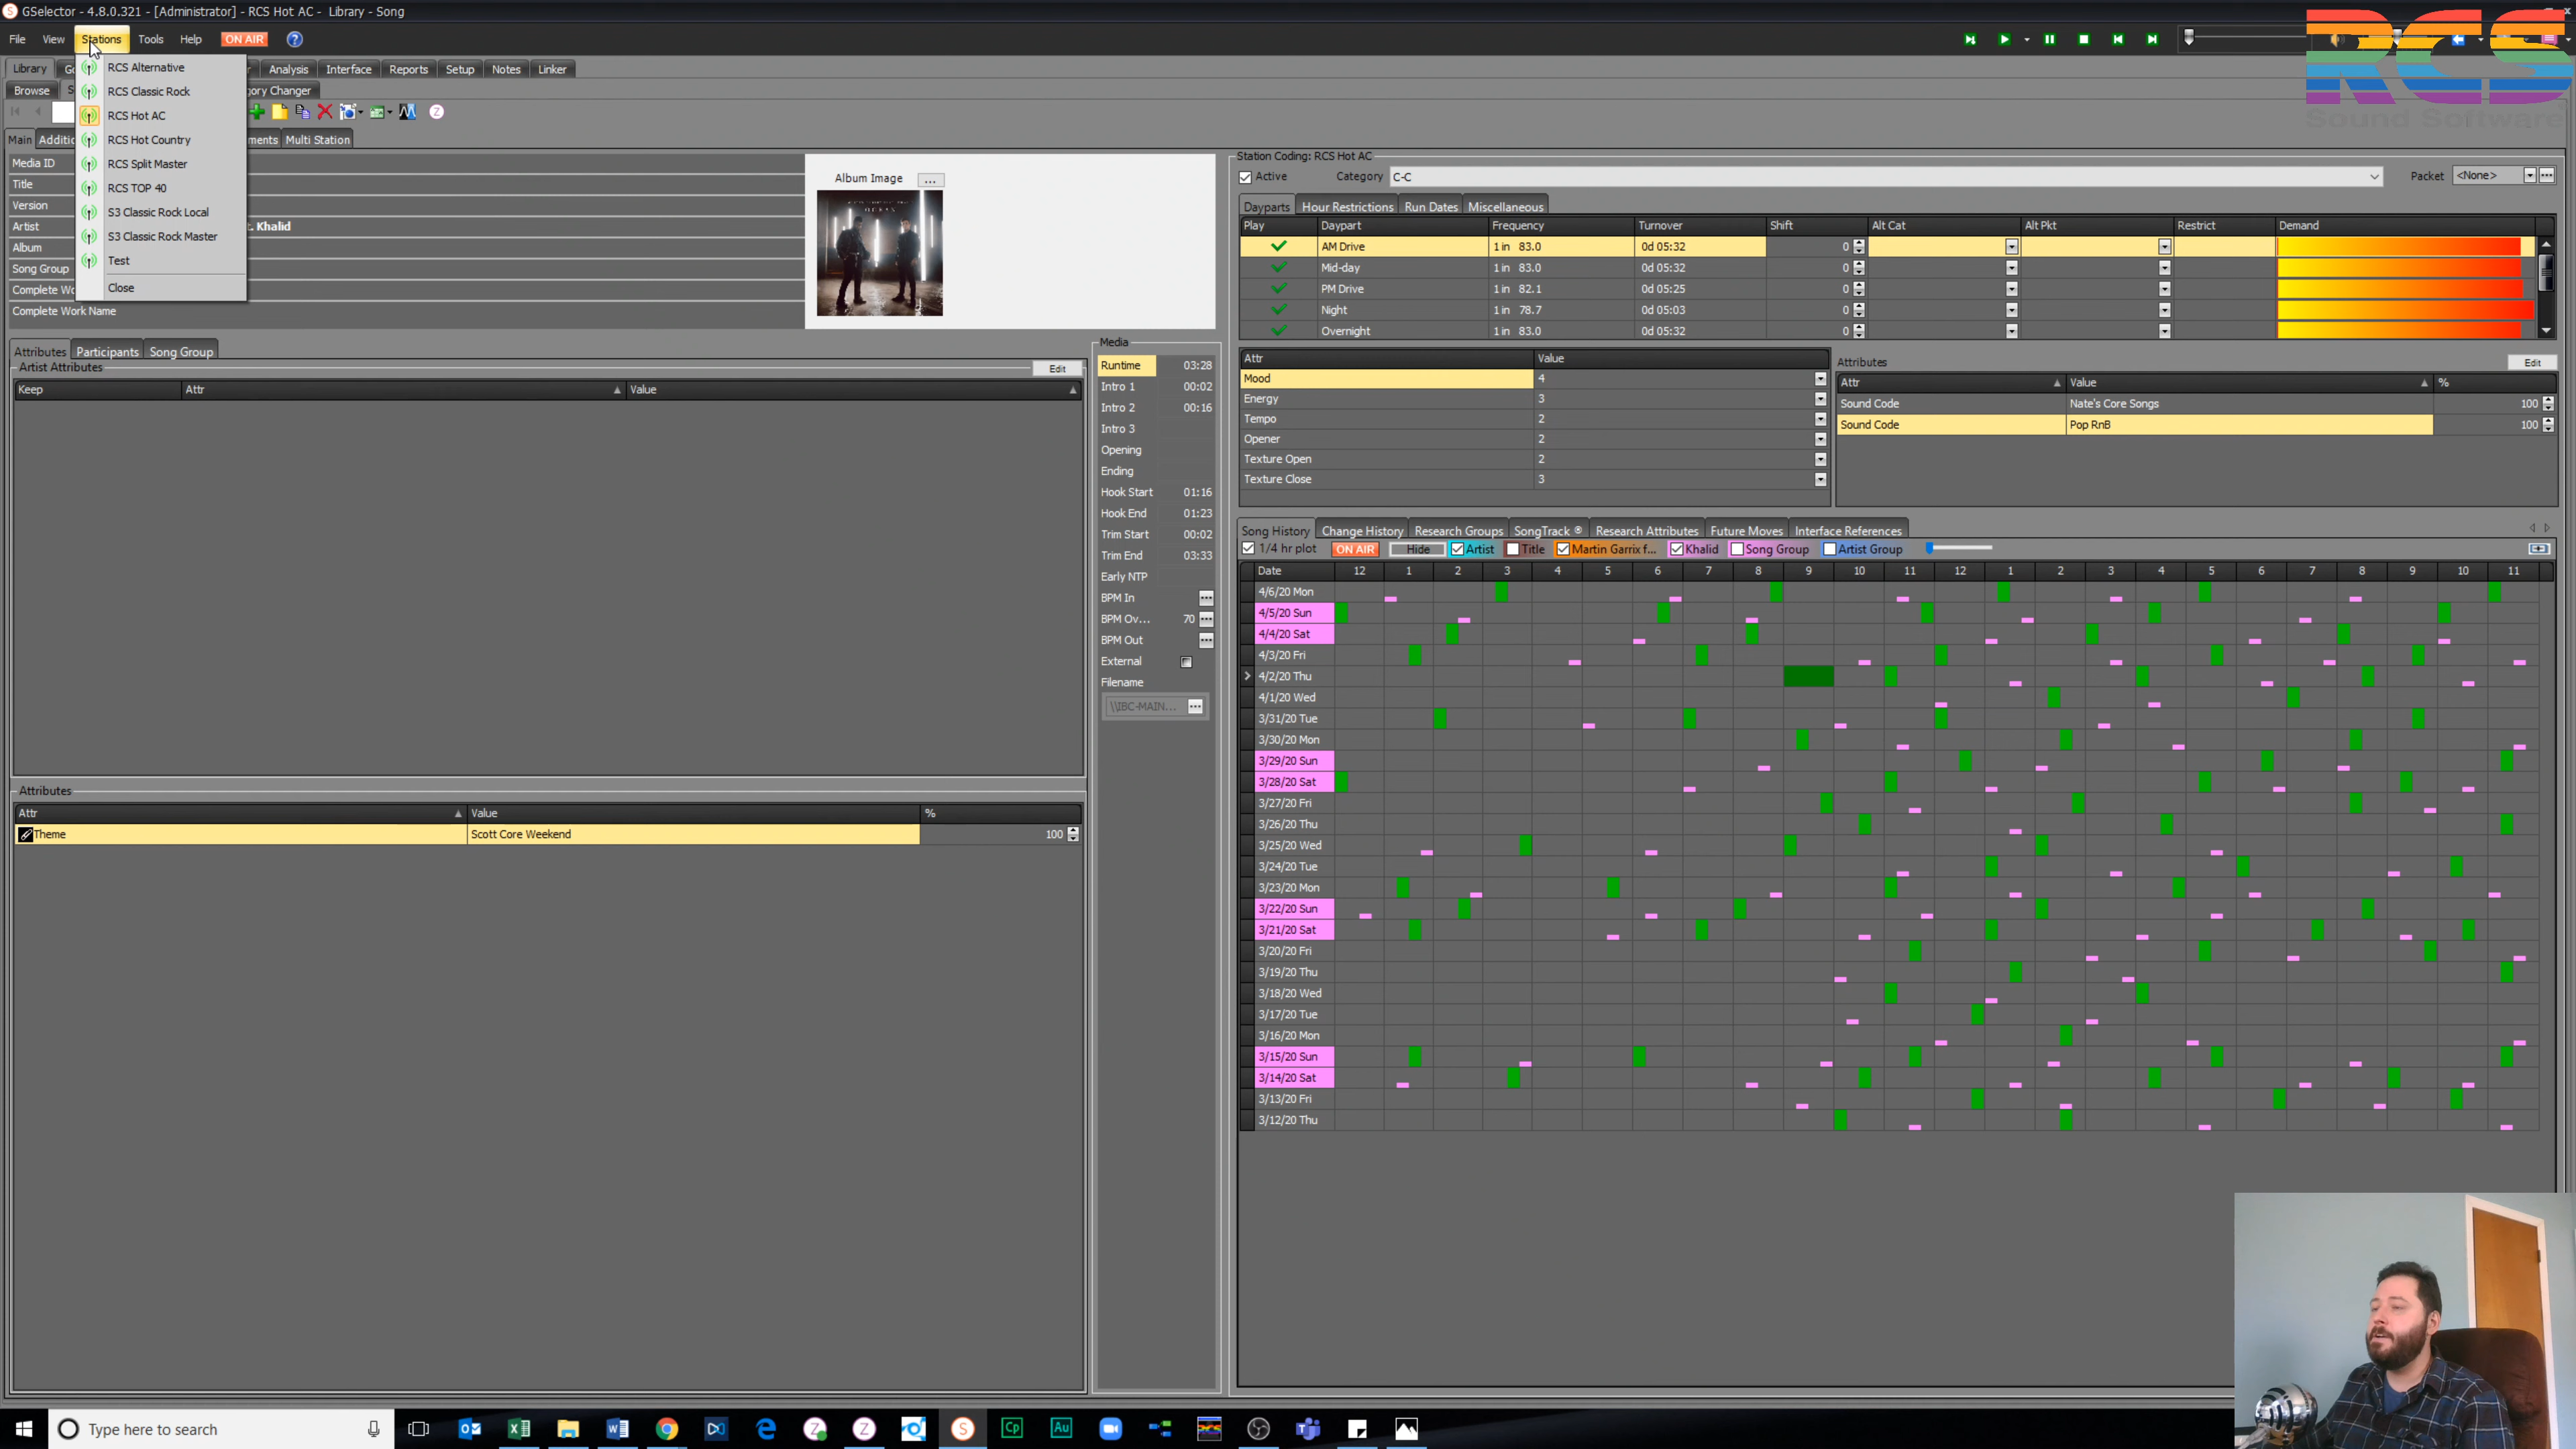 GSelector - 4.8.0.321 - [Administrator] - RCS Hot AC - Library - Song
File View Stations Tools Help ON AIR ?
RCS
Sound Software
Library Analysis Interface Reports Setup Notes Linker
Browse gory Changer
Main Additi ments Multi Station
RCS Alternative
RCS Classic Rock
RCS Hot AC
RCS Hot Country
RCS Split Master
RCS TOP 40
S3 Classic Rock Local
S3 Classic Rock Master
Test
Close
Media ID
Title
Version
Artist . Khalid
Album
Song Group
Complete Wo
Complete Work Name
Album Image ...
Station Coding: RCS Hot AC
Active Category C-C Packet <None>
Dayparts Hour Restrictions Run Dates Miscellaneous
Play Daypart Frequency Turnover Shift Alt Cat Alt Pkt Restrict Demand
AM Drive 1 in 83.0 0d 05:32 0
Mid-day 1 in 83.0 0d 05:32 0
PM Drive 1 in 82.1 0d 05:25 0
Night 1 in 78.7 0d 05:03 0
Overnight 1 in 83.0 0d 05:32 0
Attributes Participants Song Group
Artist Attributes Edit
Keep Attr Value
Media
Runtime 03:28
Intro 1 00:02
Intro 2 00:16
Intro 3
Opening
Ending
Hook Start 01:16
Hook End 01:23
Trim Start 00:02
Trim End 03:33
Early NTP
BPM In
BPM Ov... 70
BPM Out
External
Filename
\\IBC-MAIN...
Attr Value
Mood 4
Energy 3
Tempo 2
Opener 2
Texture Open 2
Texture Close 3
Attributes Edit
Attr Value %
Sound Code Nate's Core Songs 100
Sound Code Pop RnB 100
Song History Change History Research Groups SongTrack ® Research Attributes Future Moves Interface References
1/4 hr plot ON AIR Hide Artist Title Martin Garrix f... Khalid Song Group Artist Group
Date 12 1 2 3 4 5 6 7 8 9 10 11 12 1 2 3 4 5 6 7 8 9 10 11
4/6/20 Mon
4/5/20 Sun
4/4/20 Sat
4/3/20 Fri
4/2/20 Thu
4/1/20 Wed
3/31/20 Tue
3/30/20 Mon
3/29/20 Sun
3/28/20 Sat
3/27/20 Fri
3/26/20 Thu
3/25/20 Wed
3/24/20 Tue
3/23/20 Mon
3/22/20 Sun
3/21/20 Sat
3/20/20 Fri
3/19/20 Thu
3/18/20 Wed
3/17/20 Tue
3/16/20 Mon
3/15/20 Sun
3/14/20 Sat
3/13/20 Fri
3/12/20 Thu
Attributes
Attr Value %
Theme Scott Core Weekend 100
Type here to search